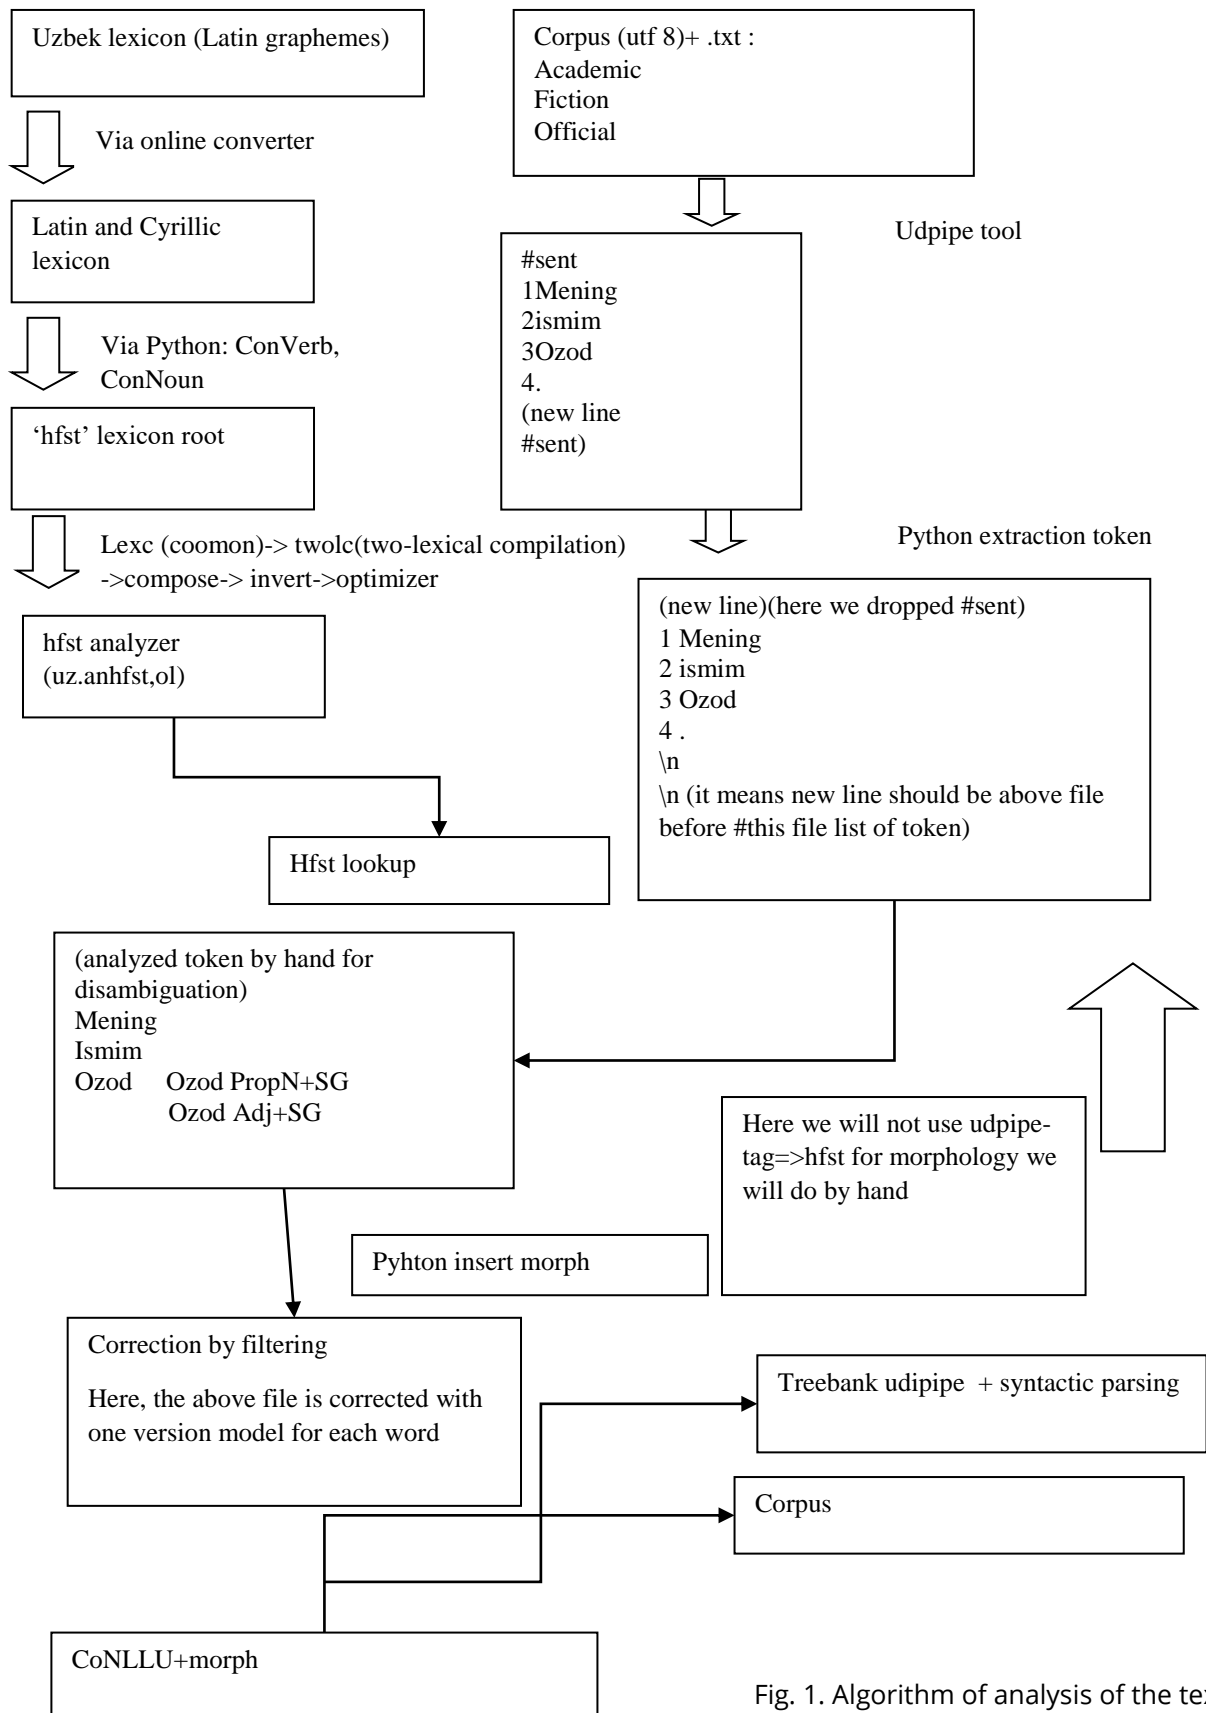 Uzbek lexicon (Latin graphemes)
Corpus (utf 8)+ .txt :
Academic
Fiction
Official
Via online converter
Latin and Cyrillic
lexicon
Udpipe tool
#sent
1Mening
2ismim
3Ozod
4.
(new line
#sent)
Via Python: ConVerb,
ConNoun
‘hfst’ lexicon root
Lexc (coomon)-> twolc(two-lexical compilation)
->compose-> invert->optimizer
Python extraction token
(new line)(here we dropped #sent)
1 Mening
2 ismim
3 Ozod
4 .
\n
\n (it means new line should be above file
before #this file list of token)
hfst analyzer
(uz.anhfst,ol)
Hfst lookup
(analyzed token by hand for
disambiguation)
Mening
Ismim
Ozod Ozod PropN+SG
Ozod Adj+SG
Here we will not use udpipe-
tag=>hfst for morphology we
will do by hand
Pyhton insert morph
Correction by filtering
Here, the above file is corrected with
one version model for each word
Treebank udipipe + syntactic parsing
Corpus
CoNLLU+morph
Fig. 1. Algorithm of analysis of the